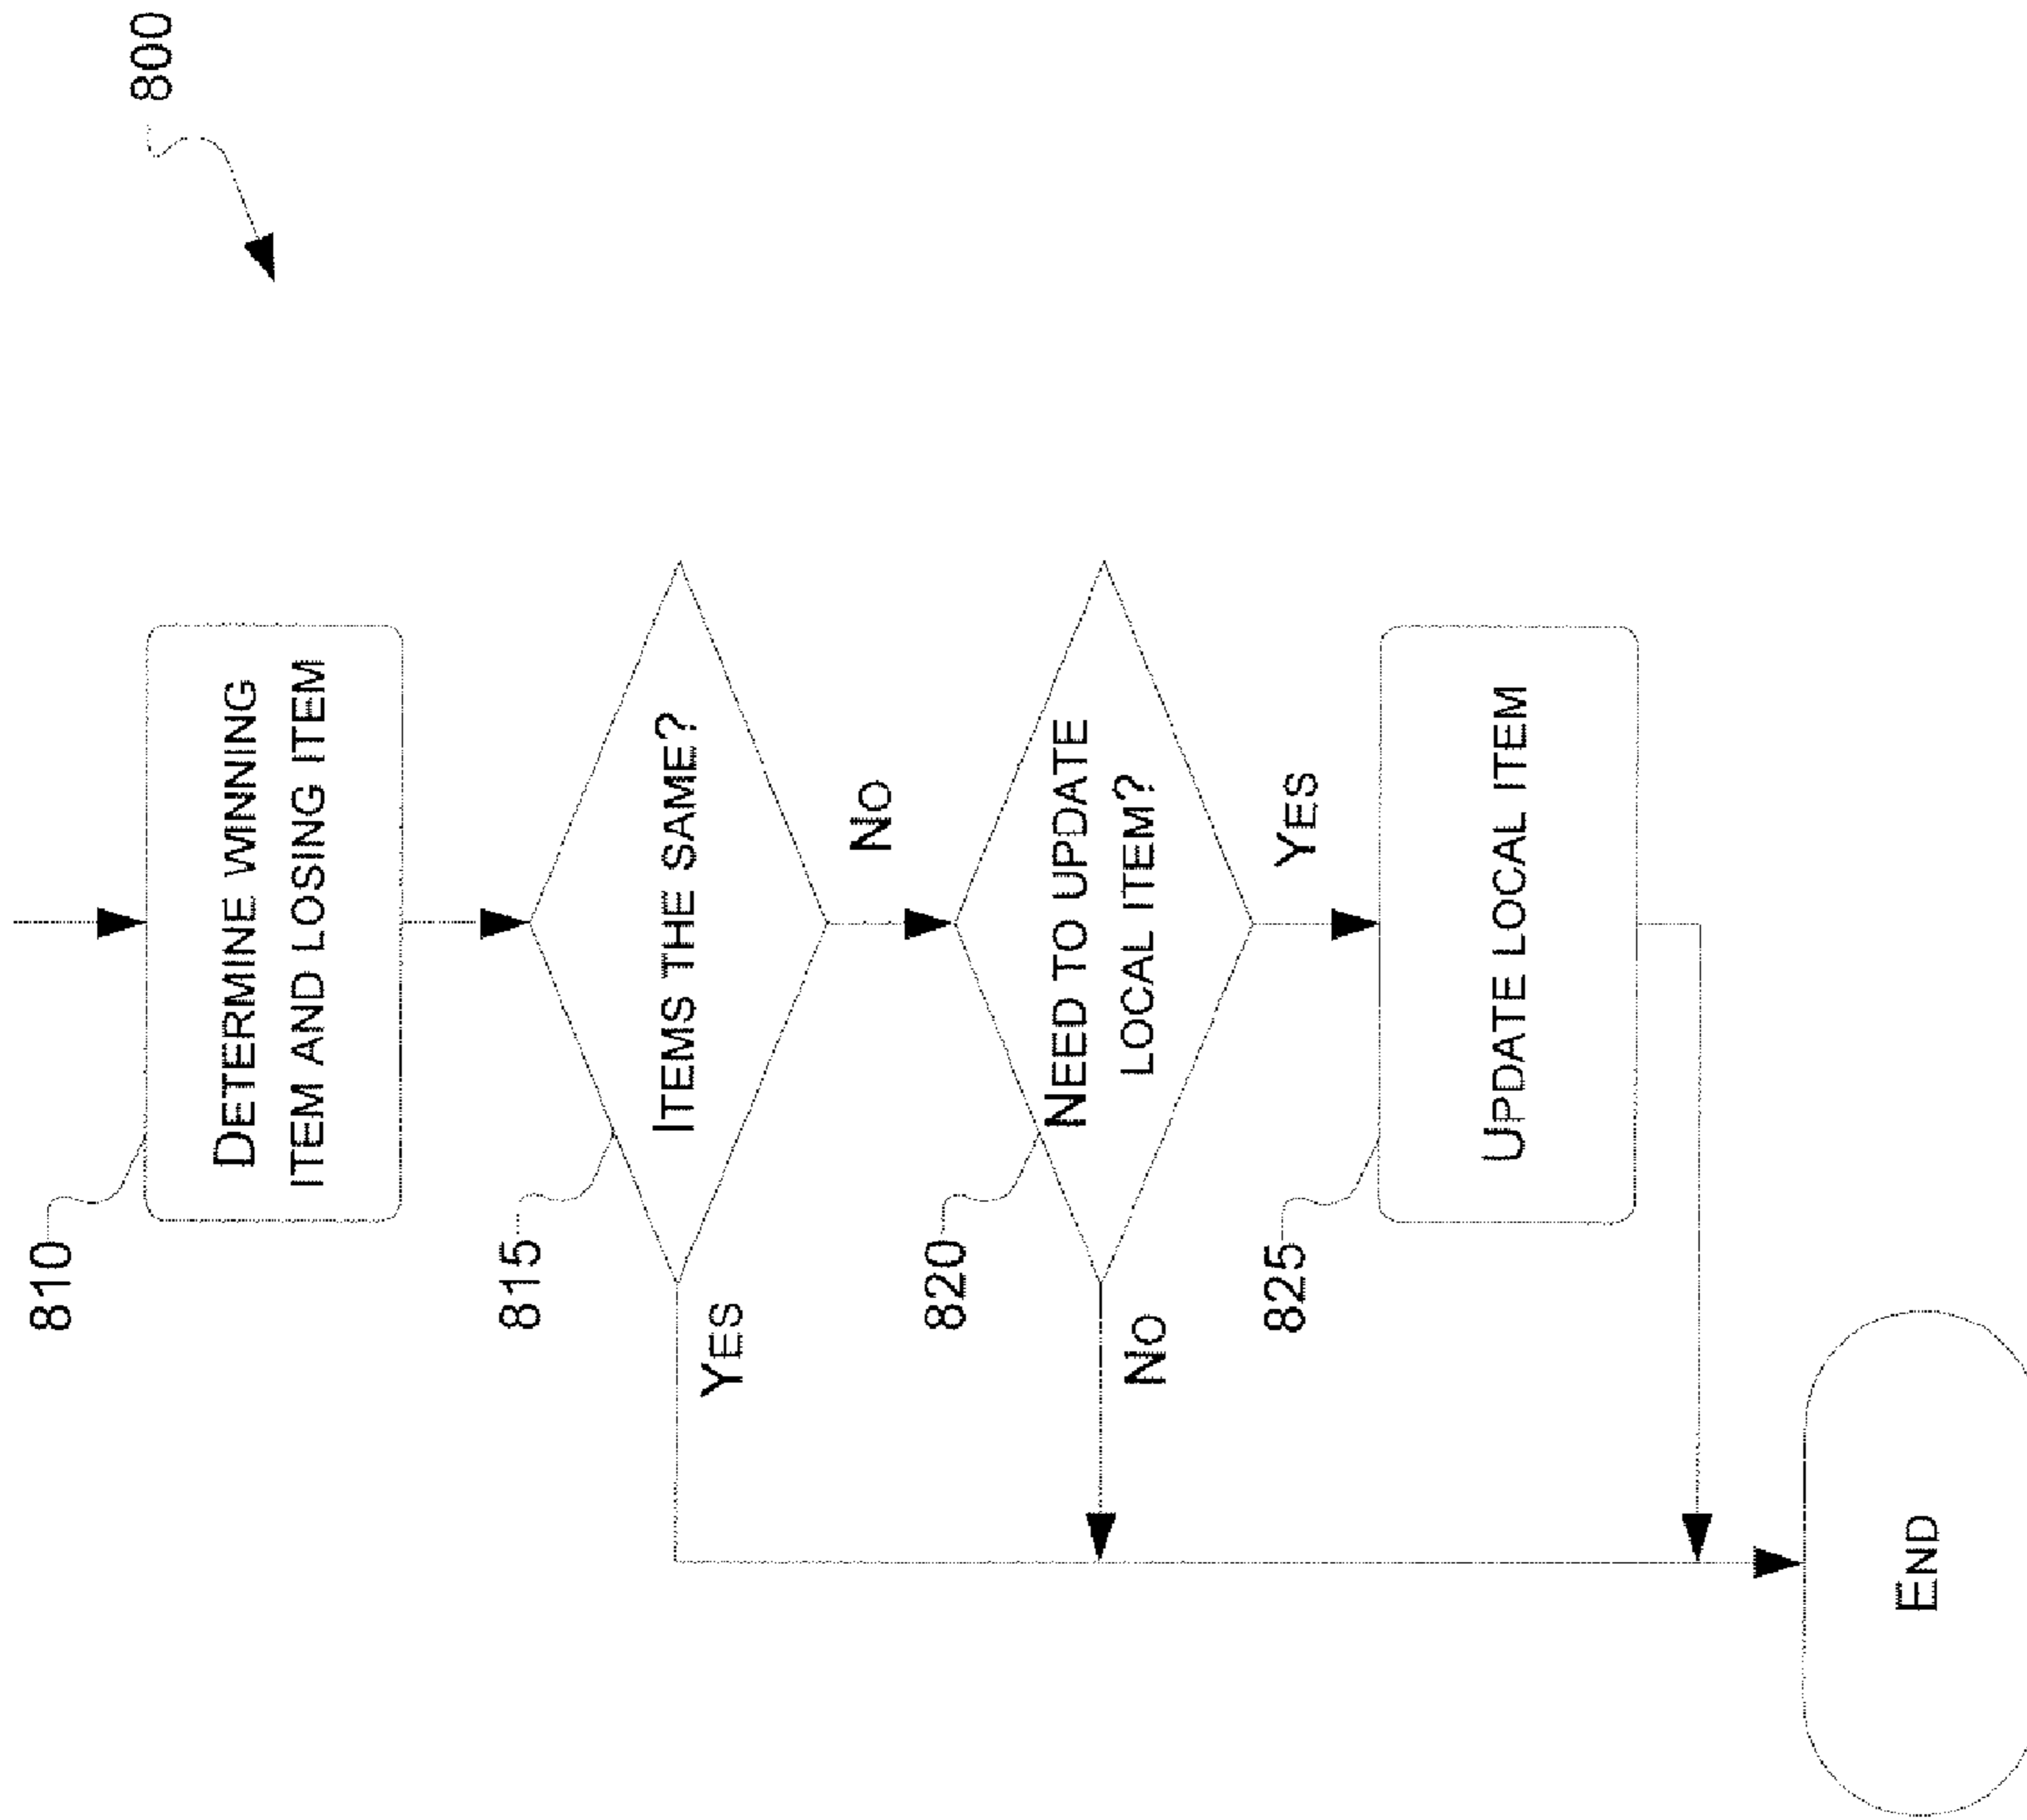 800
810
DETERMINE WINNING
ITEM AND LOSING ITEM
815
ITEMS THE SAME?
YES
NO
820
NEED TO UPDATE
LOCAL ITEM?
NO
YES
825
UPDATE LOCAL ITEM
END